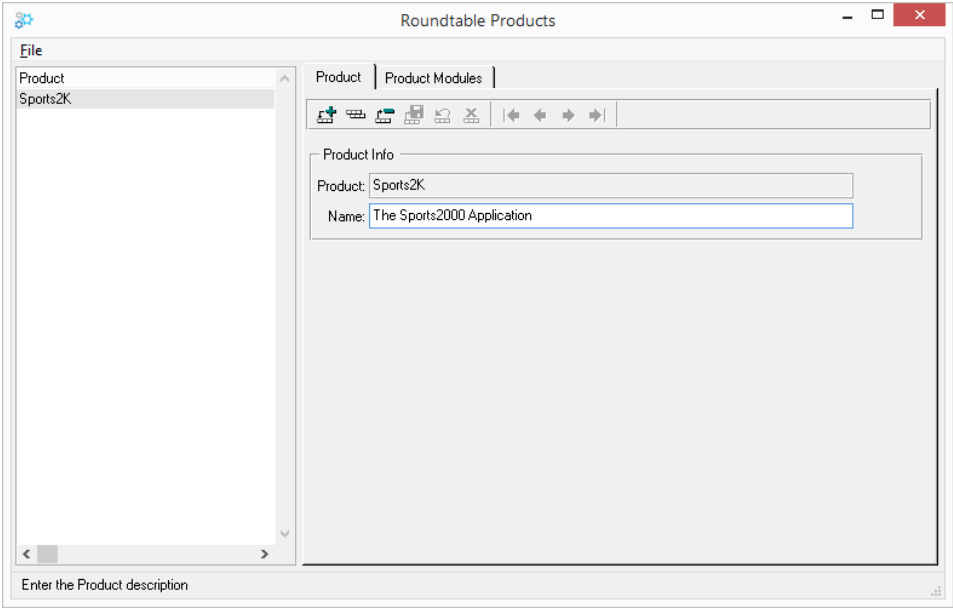 Roundtable Products
File
Product
Sports2K
Product Product Modules
Product Info
Product: Sports2K
Name: The Sports2000 Application
Enter the Product description